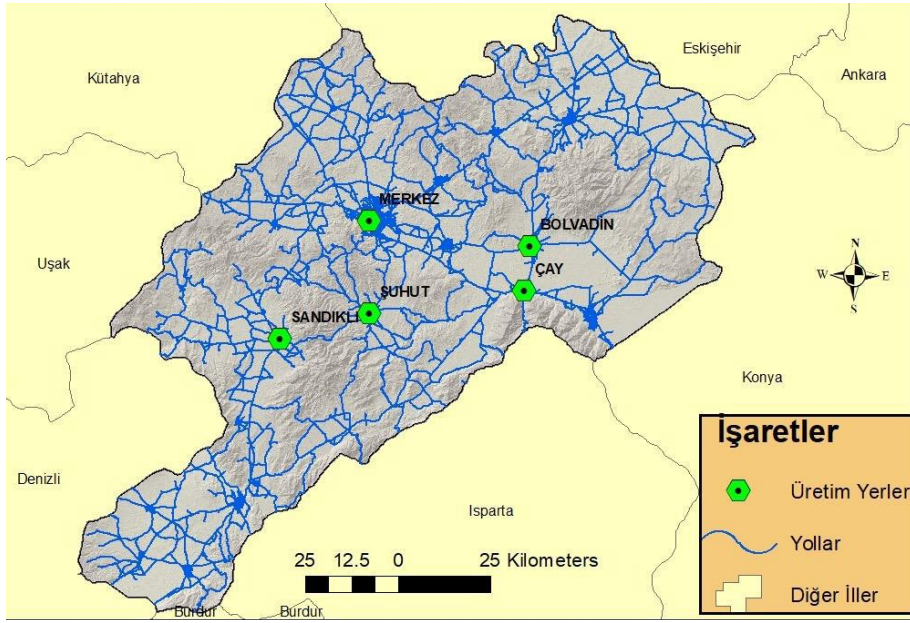 Eskişehir
Kütahya
Ankara
MERKEZ
BOLVADİN
Uşak
ÇAY
N
W E
S
ŞUHUT
SANDIKLI
Konya
Denizli
Isparta
25 12.5 0 25 Kilometers
Burdur Burdur
İşaretler
Üretim Yerler
Yollar
Diğer İller